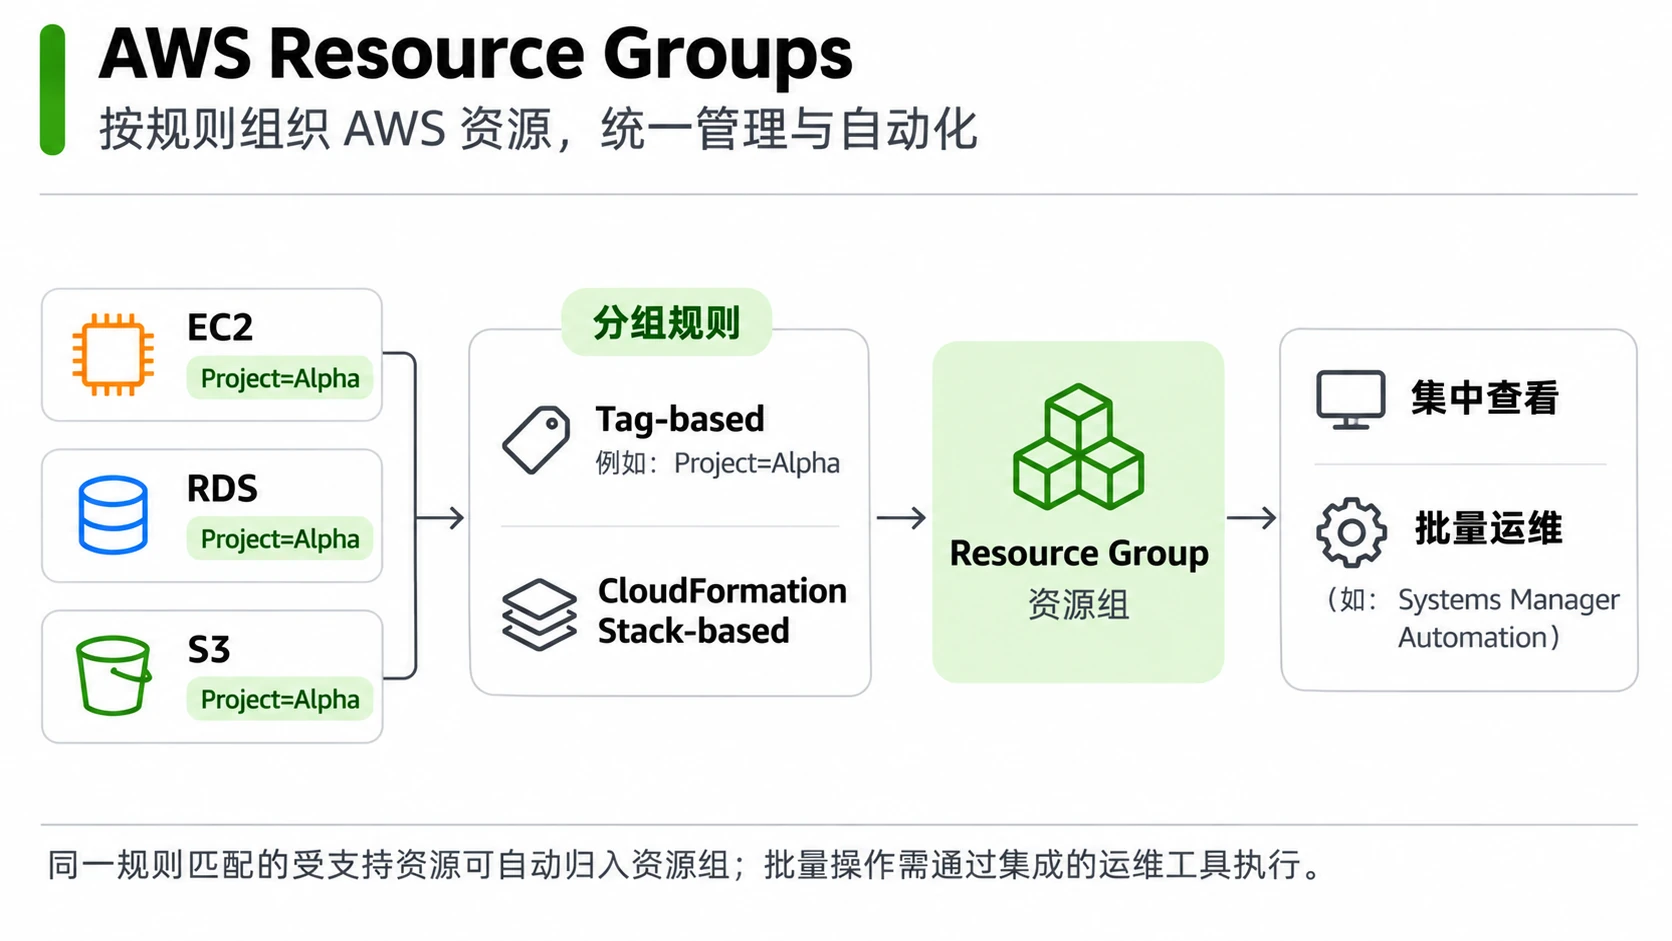 AWS Resource Groups
按规则组织 AWS 资源，统一管理与自动化
EC2
Project=Alpha
RDS
Project=Alpha
S3
Project=Alpha
分组规则
Tag-based
例如：Project=Alpha
CloudFormation
Stack-based
Resource Group
资源组
集中查看
批量运维
（如： Systems Manager
Automation）
同一规则匹配的受支持资源可自动归入资源组；批量操作需通过集成的运维工具执行。